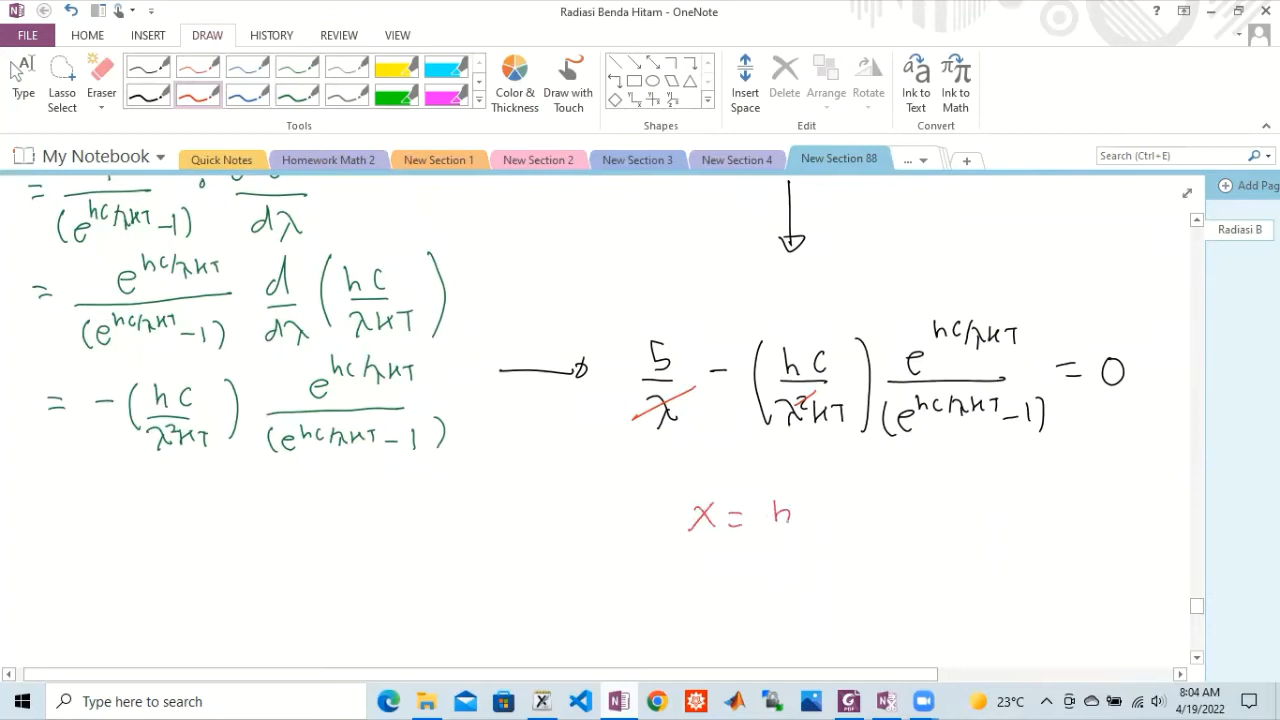 Radiasi Benda Hitam - OneNote
FILE HOME INSERT DRAW HISTORY REVIEW VIEW
Type Lasso Select Eraser Color & Thickness Draw with Touch Insert Space Delete Arrange Rotate Ink to Text Ink to Math
Tools Shapes Edit Convert
My Notebook Quick Notes Homework Math 2 New Section 1 New Section 2 New Section 3 New Section 4 New Section 88 ... + Search (Ctrl+E)
Add Pag
Radiasi B
= / (e^{hc/λKT} -1) . / dλ
= e^{hc/λKT} / (e^{hc/λKT} -1) d/dλ (hc / λKT)
= - (hc / λ²KT) e^{hc/λKT} / (e^{hc/λKT} - 1)
→ 5/λ - (hc / λ²KT) e^{hc/λKT} / (e^{hc/λKT} -1) = 0
x = h
Type here to search 23°C 8:04 AM
4/19/2022